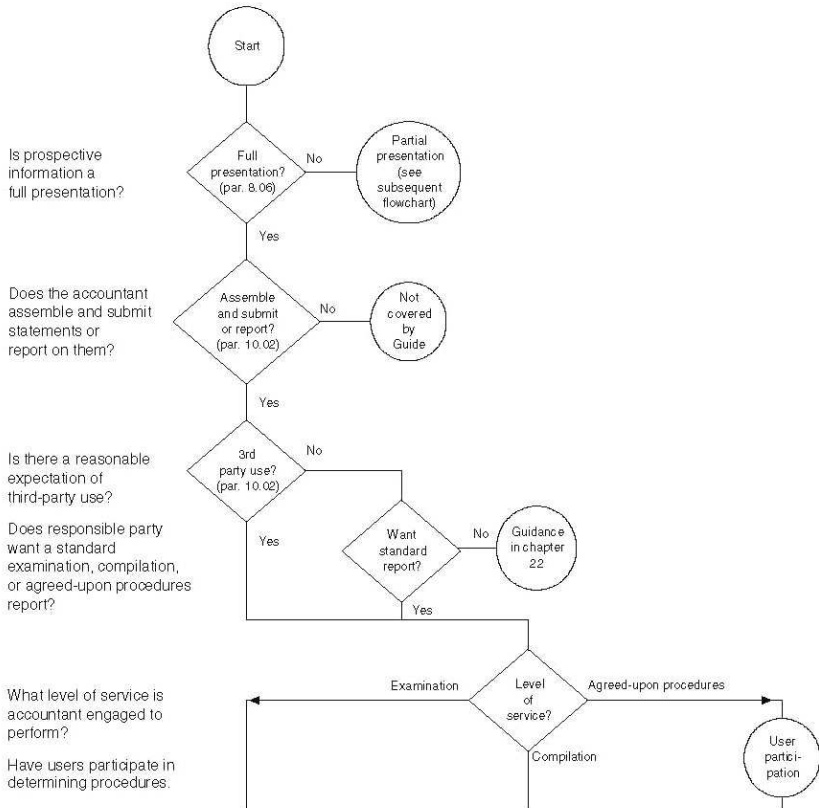 Start
Is prospective
information a
full presentation?
Full
presentation?
(par. 8.06)
No
Partial
presentation
(see
subsequent
flowchart)
Yes
Does the accountant
assemble and submit
statements or
report on them?
Assemble
and submit
or report?
(par. 10.02)
No
Not
covered
by
Guide
Yes
Is there a reasonable
expectation of
third-party use?
3rd
party use?
(par. 10.02)
No
Does responsible party
want a standard
examination, compilation,
or agreed-upon procedures
report?
Yes
Want
standard
report?
No
Guidance
in chapter
22
Yes
What level of service is
accountant engaged to
perform?
Examination
Level
of
service?
Agreed-upon procedures
Have users participate in
determining procedures.
Compilation
User
partici-
pation